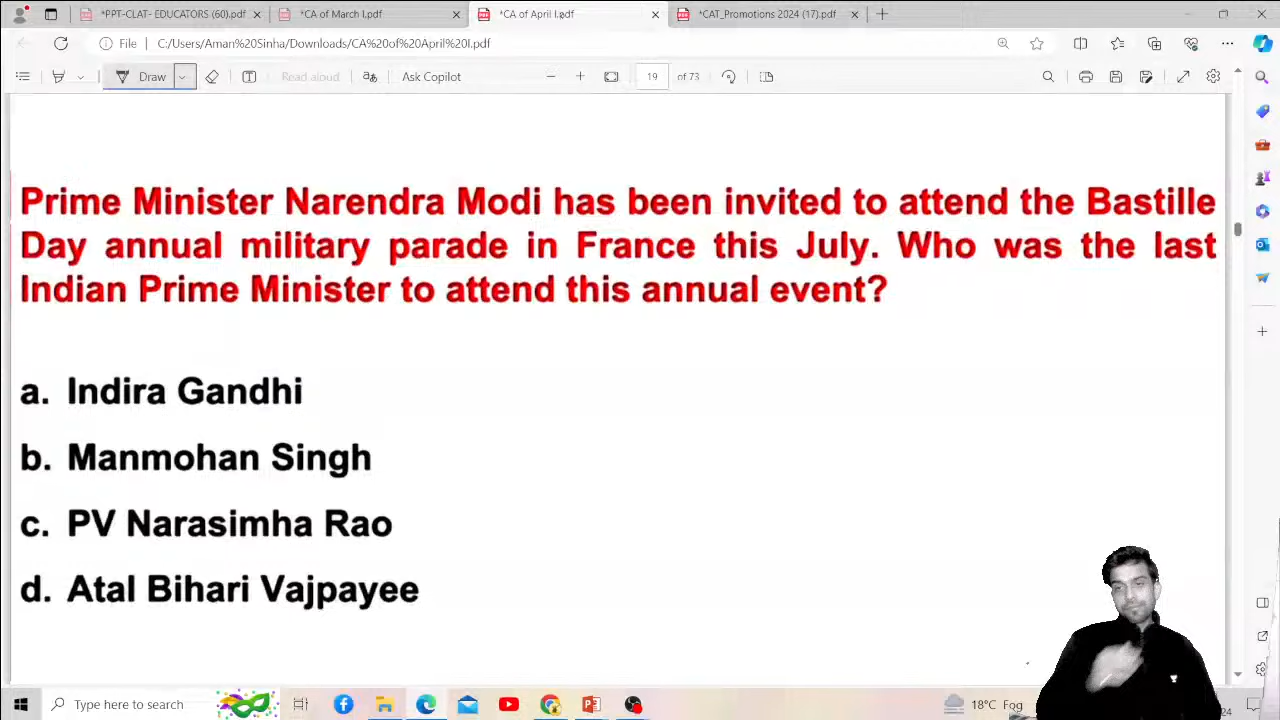 *PPT-CLAT- EDUCATORS (60).pdf
*CA of March I.pdf
*CA of April I.pdf
*CAT_Promotions 2024 (17).pdf
File
C:/Users/Aman%20Sinha/Downloads/CA%20of%20April%20I.pdf
Draw
Read aloud
Ask Copilot
19
of 73
Prime Minister Narendra Modi has been invited to attend the Bastille
Day annual military parade in France this July. Who was the last
Indian Prime Minister to attend this annual event?
a. Indira Gandhi
b. Manmohan Singh
c. PV Narasimha Rao
d. Atal Bihari Vajpayee
Type here to search
18°C Fog